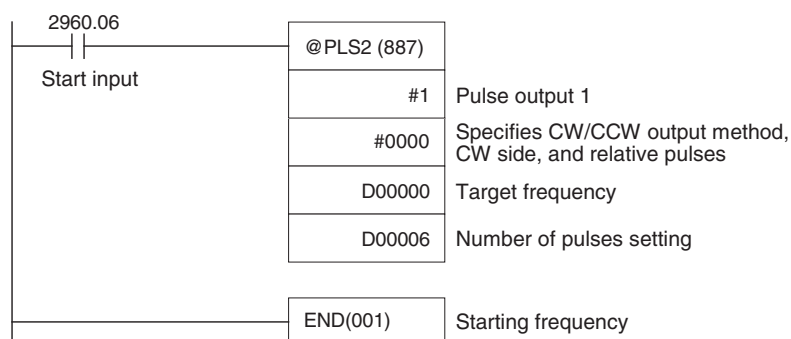 2960.06
@PLS2 (887)
Start input
#1 Pulse output 1
#0000 Specifies CW/CCW output method,
CW side, and relative pulses
D00000 Target frequency
D00006 Number of pulses setting
END(001) Starting frequency